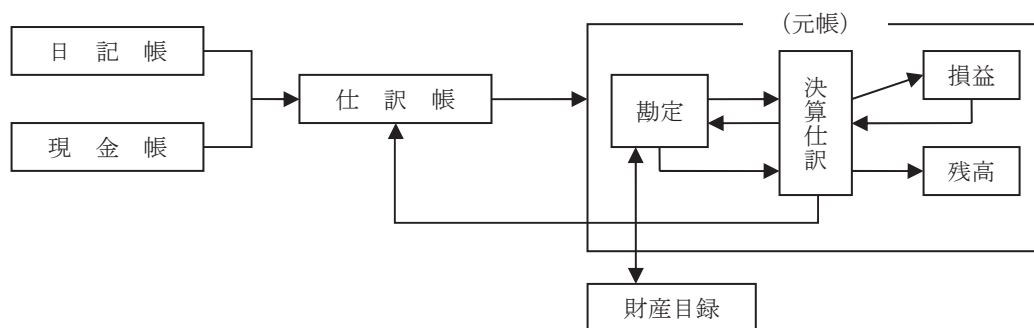 (元帳)
日 記 帳
現 金 帳
仕 訳 帳
勘定
決算仕訳
損益
残高
財産目録